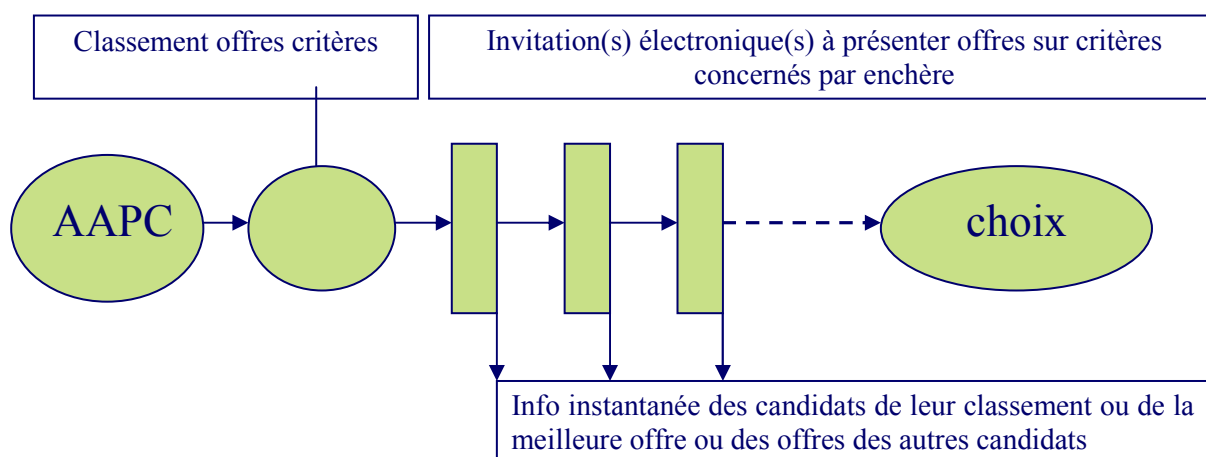 Classement offres critères
Invitation(s) électronique(s) à présenter offres sur critères
concernés par enchère
AAPC
choix
Info instantanée des candidats de leur classement ou de la
meilleure offre ou des offres des autres candidats